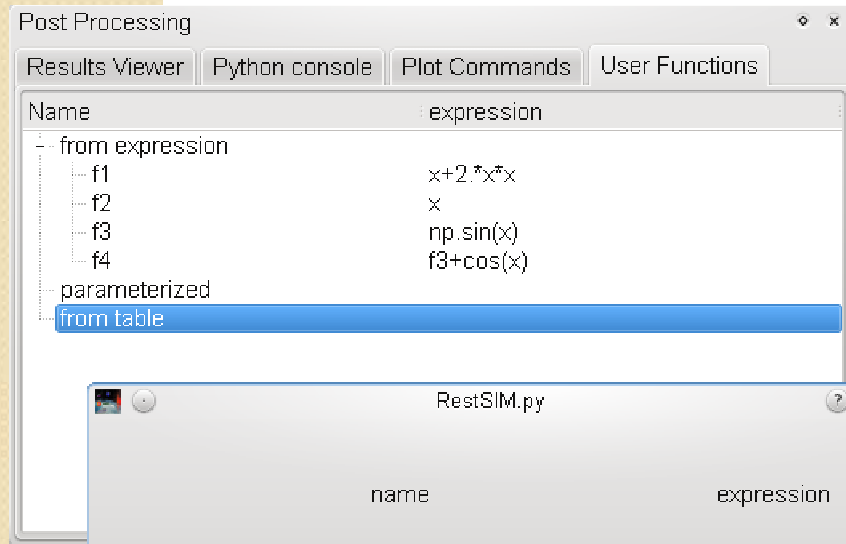 Post Processing
Results Viewer Python console Plot Commands User Functions
Name expression
from expression
f1 x+2.*x*x
f2 x
f3 np.sin(x)
f4 f3+cos(x)
parameterized
from table
RestSIM.py ?
name expression